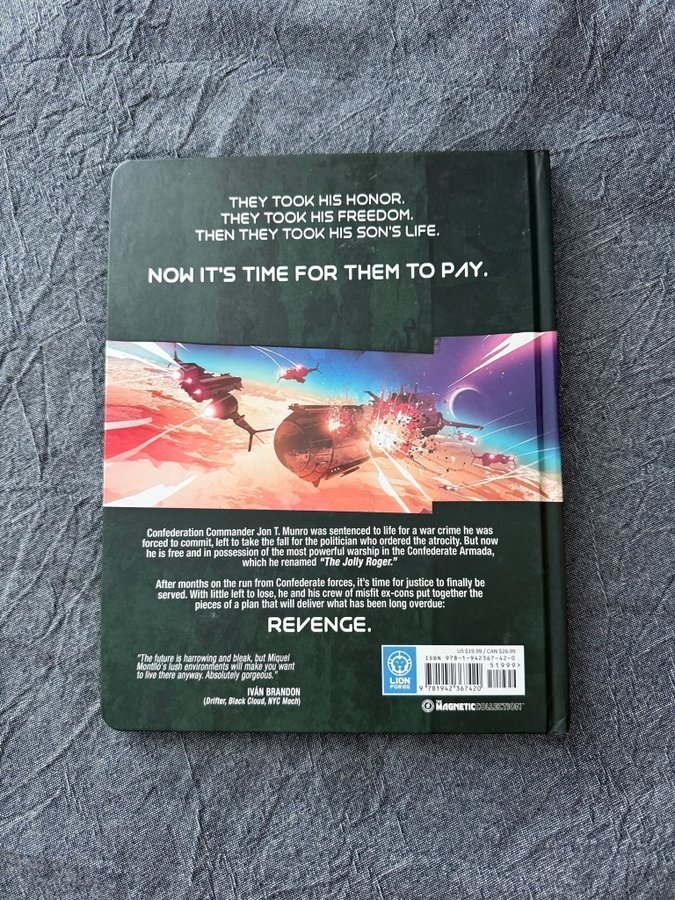 THEY TOOK HIS HONOR.
THEY TOOK HIS FREEDOM.
THEN THEY TOOK HIS SON'S LIFE.
NOW IT'S TIME FOR THEM TO PAY.
Confederation Commander Jon T. Munro was sentenced to life for a war crime he was
forced to commit, left to take the fall for the politician who ordered the atrocity. But now
he is free and in possession of the most powerful warship in the Confederate Armada,
which he renamed "The Jolly Roger."
After months on the run from Confederate forces, it's time for justice to finally be
served. With little left to lose, he and his crew of misfit ex-cons put together the
pieces of a plan that will deliver what has been long overdue:
REVENGE.
"The future is harrowing and bleak, but Miquel
Montlló's lush environments will make you want
to live there anyway. Absolutely gorgeous."
IVÁN BRANDON
(Drifter, Black Cloud, NYC Mech)
LION
FORGE
US $19.99 / CAN $26.99
ISBN 978-1-942367-42-0
51999>
9 781942 367420
THE
MAGNETIC COLLECTION™